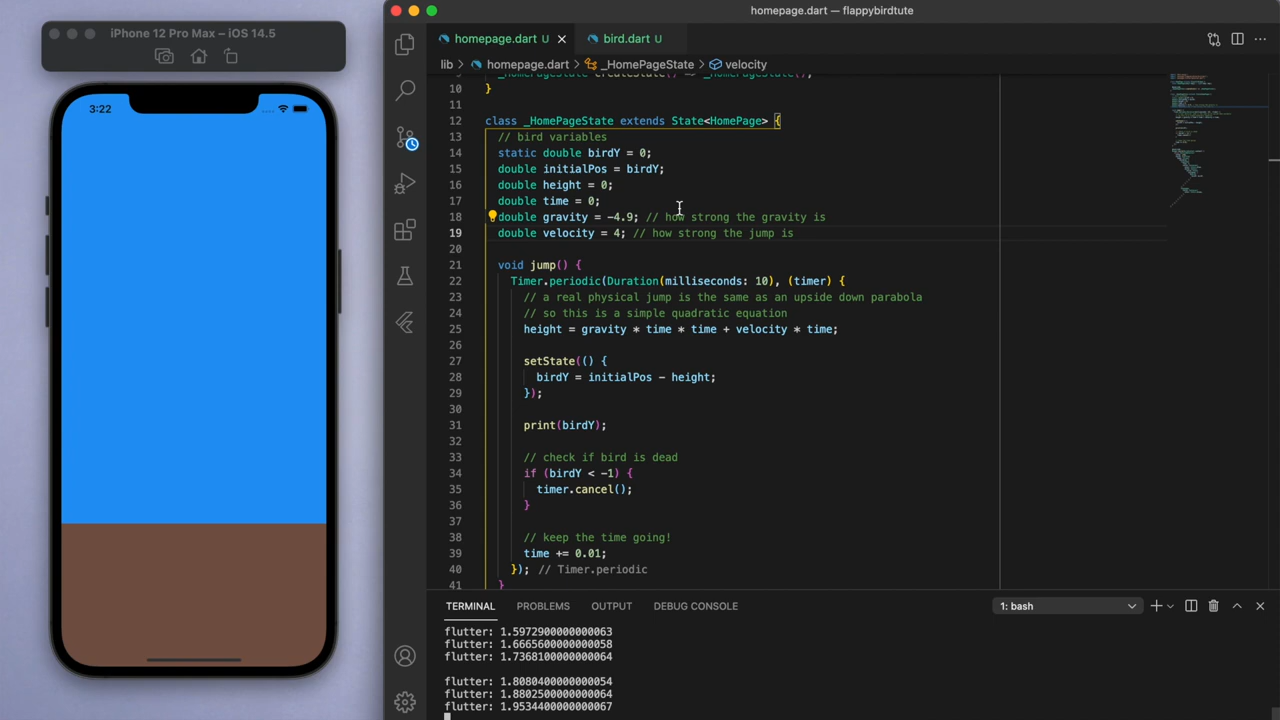 iPhone 12 Pro Max – iOS 14.5
3:22
homepage.dart — flappybirdtute
homepage.dart U
bird.dart U
lib > homepage.dart > _HomePageState > velocity
9 _HomePageState createState() => _HomePageState();
10 }
11
12 class _HomePageState extends State<HomePage> {
13 // bird variables
14 static double birdY = 0;
15 double initialPos = birdY;
16 double height = 0;
17 double time = 0;
18 double gravity = -4.9; // how strong the gravity is
19 double velocity = 4; // how strong the jump is
20
21 void jump() {
22 Timer.periodic(Duration(milliseconds: 10), (timer) {
23 // a real physical jump is the same as an upside down parabola
24 // so this is a simple quadratic equation
25 height = gravity * time * time + velocity * time;
26
27 setState(() {
28 birdY = initialPos - height;
29 });
30
31 print(birdY);
32
33 // check if bird is dead
34 if (birdY < -1) {
35 timer.cancel();
36 }
37
38 // keep the time going!
39 time += 0.01;
40 }); // Timer.periodic
41 }
TERMINAL PROBLEMS OUTPUT DEBUG CONSOLE 1: bash
flutter: 1.5972900000000063
flutter: 1.6665600000000058
flutter: 1.7368100000000064
flutter: 1.8080400000000054
flutter: 1.8802500000000064
flutter: 1.9534400000000067